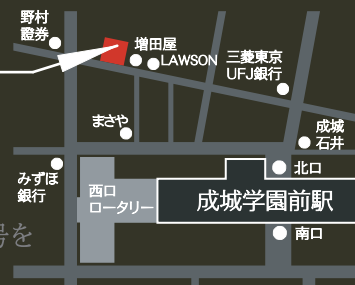 野村
證券
増田屋
LAWSON
三菱東京
UFJ銀行
まさや
成城
石井
みずほ
銀行
西口
ロータリー
北口
成城学園前駅
南口
号を